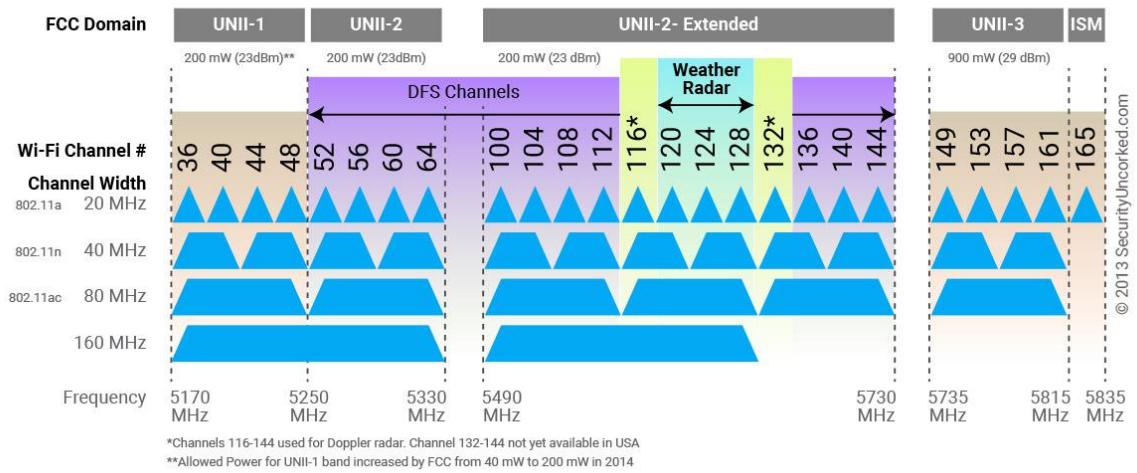 FCC Domain UNII-1 UNII-2 UNII-2- Extended UNII-3 ISM
200 mW (23dBm)** 200 mW (23dBm) 200 mW (23 dBm) 900 mW (29 dBm)
Weather
Radar
DFS Channels
Wi-Fi Channel # 36 40 44 48 52 56 60 64 100 104 108 112 116* 120 124 128 132* 136 140 144 149 153 157 161 165
Channel Width
802.11a 20 MHz
802.11n 40 MHz
802.11ac 80 MHz
160 MHz
Frequency 5170 MHz 5250 MHz 5330 MHz 5490 MHz 5730 MHz 5735 MHz 5815 MHz 5835 MHz
*Channels 116-144 used for Doppler radar. Channel 132-144 not yet available in USA
**Allowed Power for UNII-1 band increased by FCC from 40 mW to 200 mW in 2014
© 2013 SecurityUncorked.com